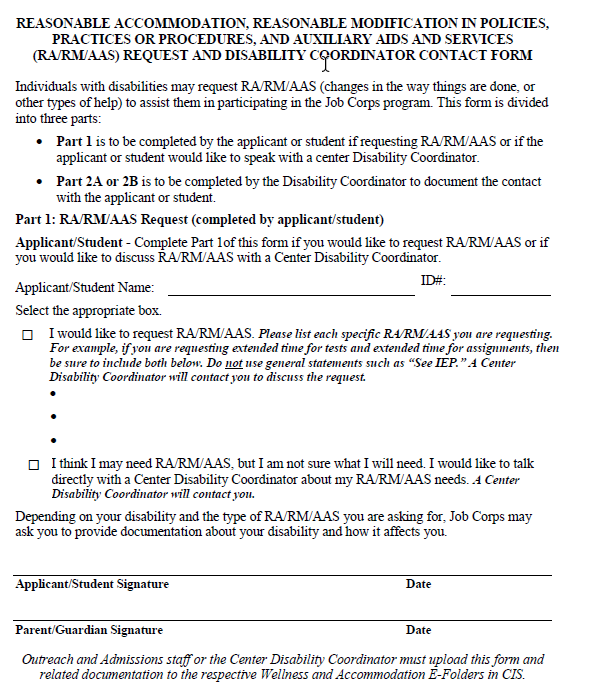 REASONABLE ACCOMMODATION, REASONABLE MODIFICATION IN POLICIES,
PRACTICES OR PROCEDURES, AND AUXILIARY AIDS AND SERVICES
(RA/RM/AAS) REQUEST AND DISABILITY COORDINATOR CONTACT FORM
Individuals with disabilities may request RA/RM/AAS (changes in the way things are done, or
other types of help) to assist them in participating in the Job Corps program. This form is divided
into three parts:
• Part 1 is to be completed by the applicant or student if requesting RA/RM/AAS or if the
applicant or student would like to speak with a center Disability Coordinator.
• Part 2A or 2B is to be completed by the Disability Coordinator to document the contact
with the applicant or student.
Part 1: RA/RM/AAS Request (completed by applicant/student)
Applicant/Student - Complete Part 1of this form if you would like to request RA/RM/AAS or if
you would like to discuss RA/RM/AAS with a Center Disability Coordinator.
Applicant/Student Name: ID#:
Select the appropriate box.
☐ I would like to request RA/RM/AAS. Please list each specific RA/RM/AAS you are requesting.
For example, if you are requesting extended time for tests and extended time for assignments, then
be sure to include both below. Do not use general statements such as “See IEP.” A Center
Disability Coordinator will contact you to discuss the request.
•
•
•
☐ I think I may need RA/RM/AAS, but I am not sure what I will need. I would like to talk
directly with a Center Disability Coordinator about my RA/RM/AAS needs. A Center
Disability Coordinator will contact you.
Depending on your disability and the type of RA/RM/AAS you are asking for, Job Corps may
ask you to provide documentation about your disability and how it affects you.
Applicant/Student Signature Date
Parent/Guardian Signature Date
Outreach and Admissions staff or the Center Disability Coordinator must upload this form and
related documentation to the respective Wellness and Accommodation E-Folders in CIS.